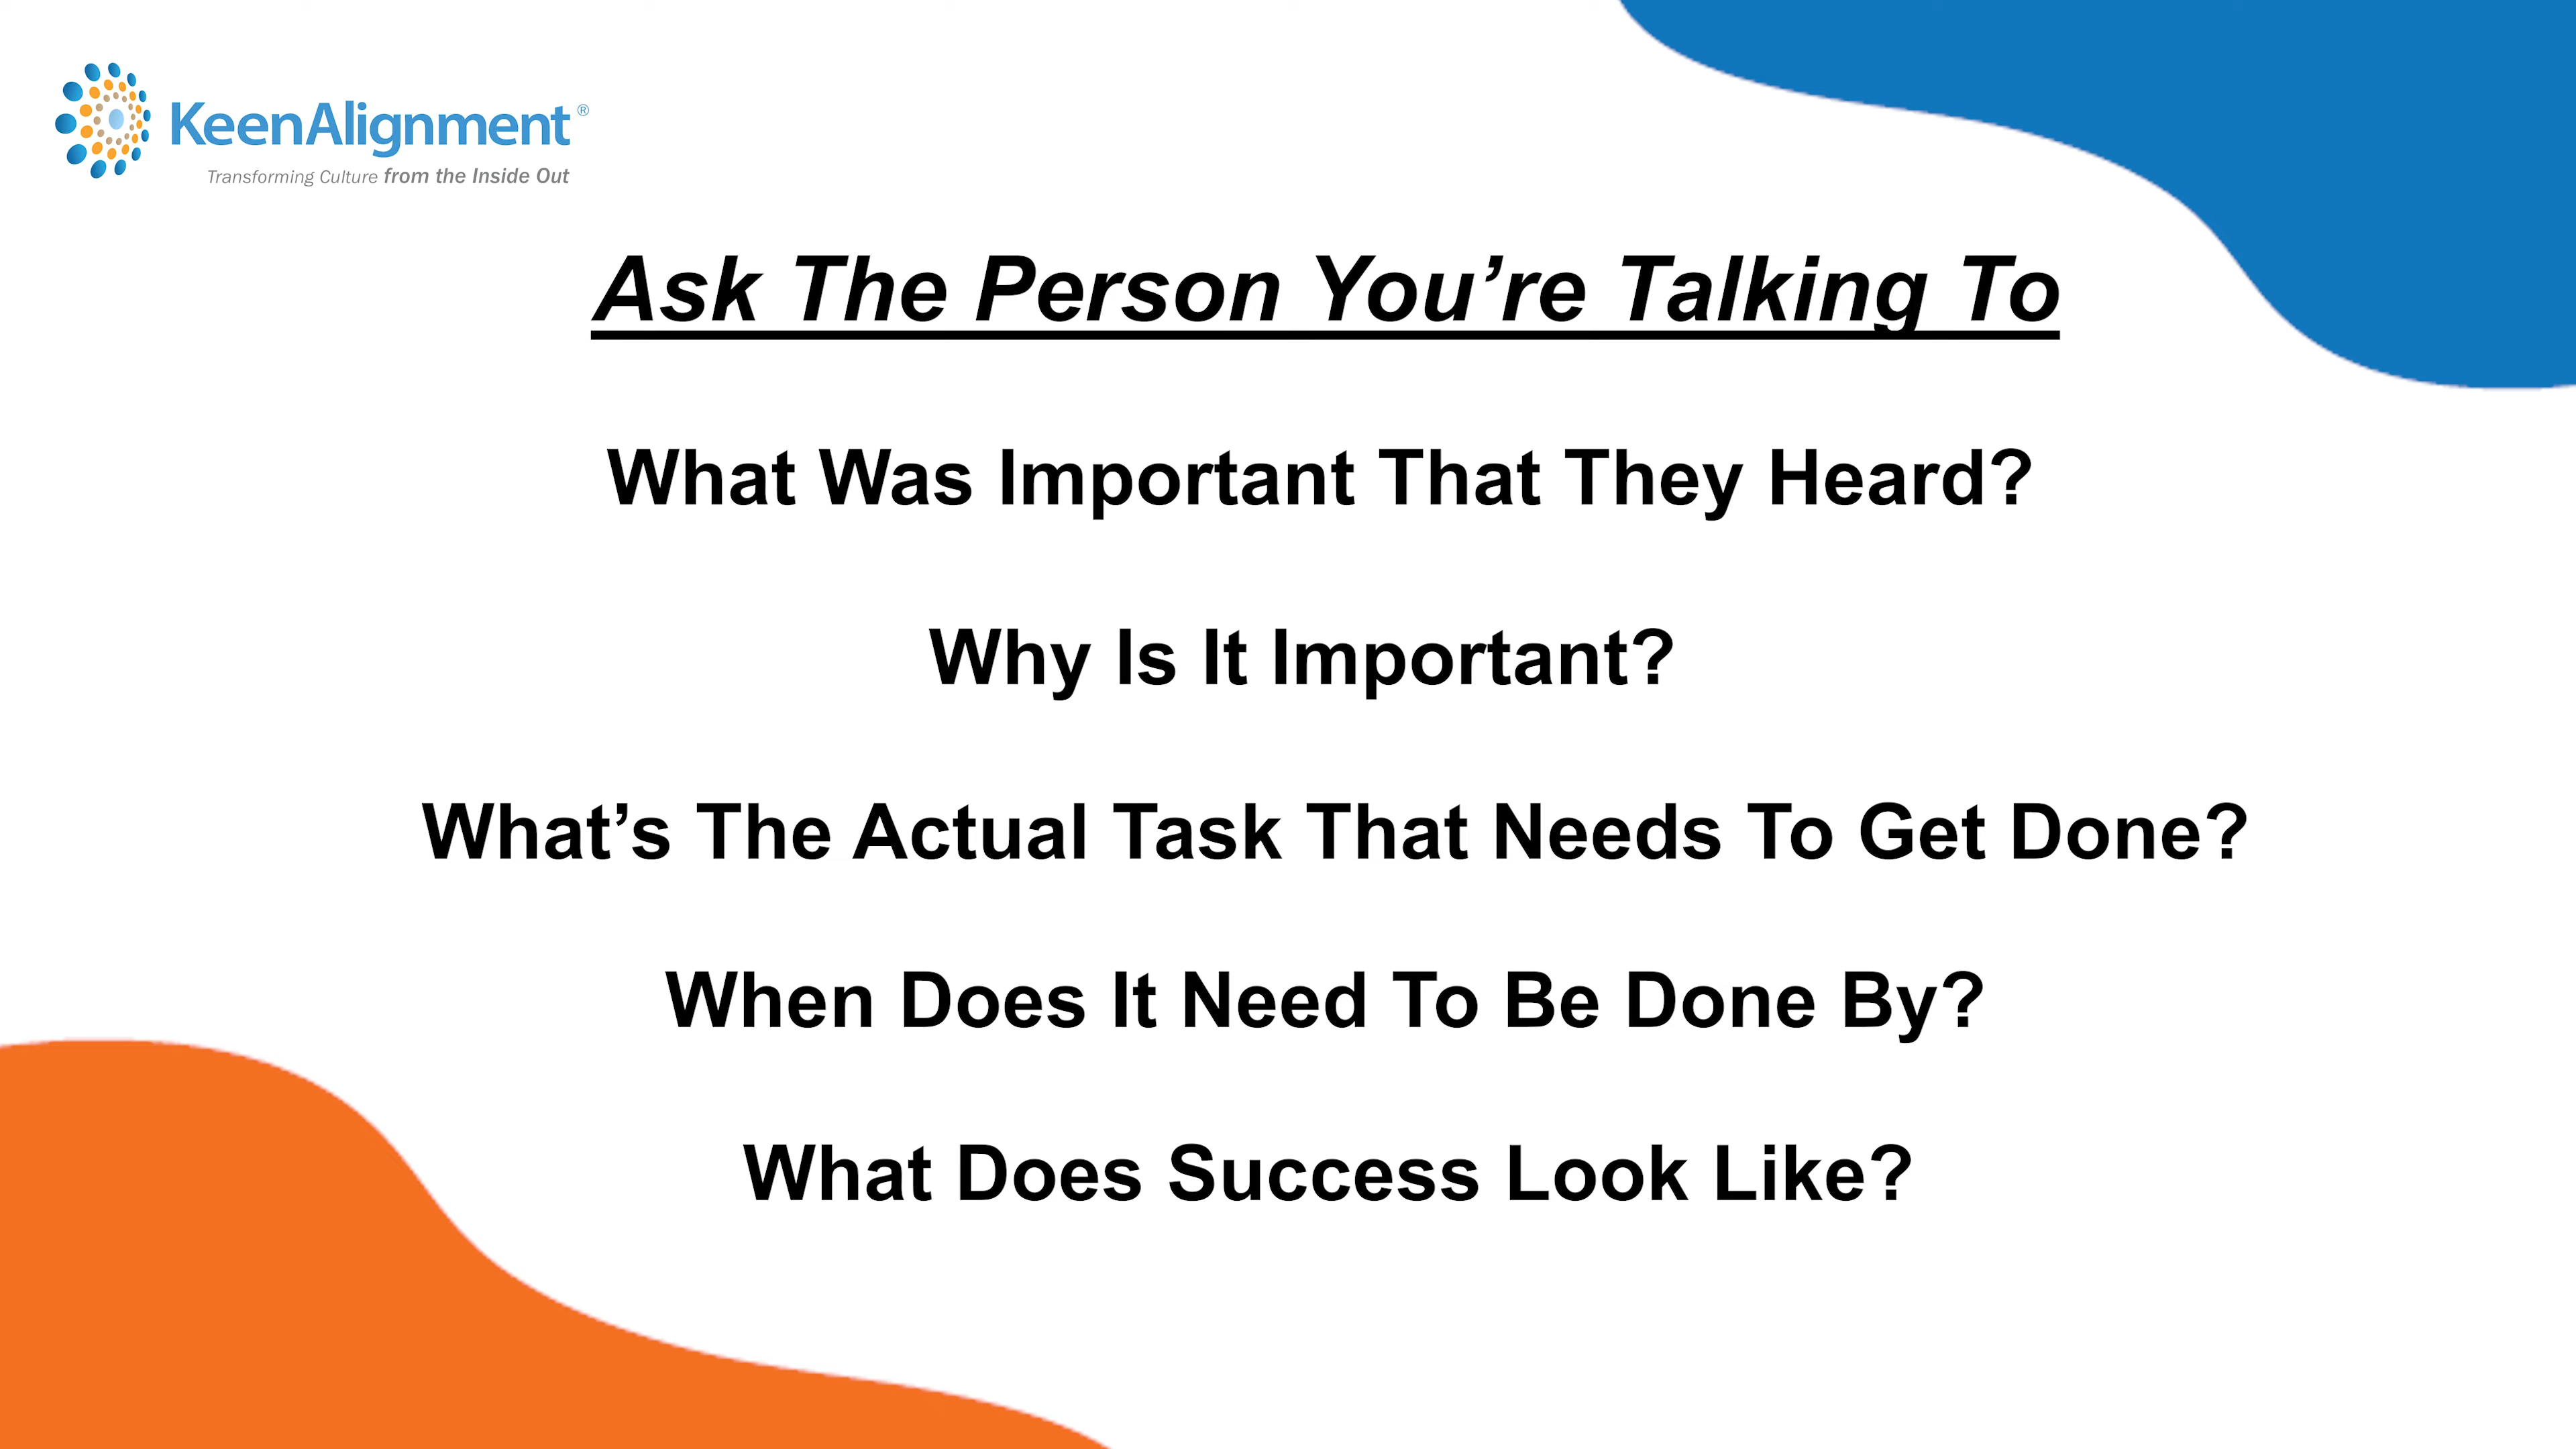 KeenAlignment®
Transforming Culture from the Inside Out
Ask The Person You’re Talking To
What Was Important That They Heard?
Why Is It Important?
What’s The Actual Task That Needs To Get Done?
When Does It Need To Be Done By?
What Does Success Look Like?